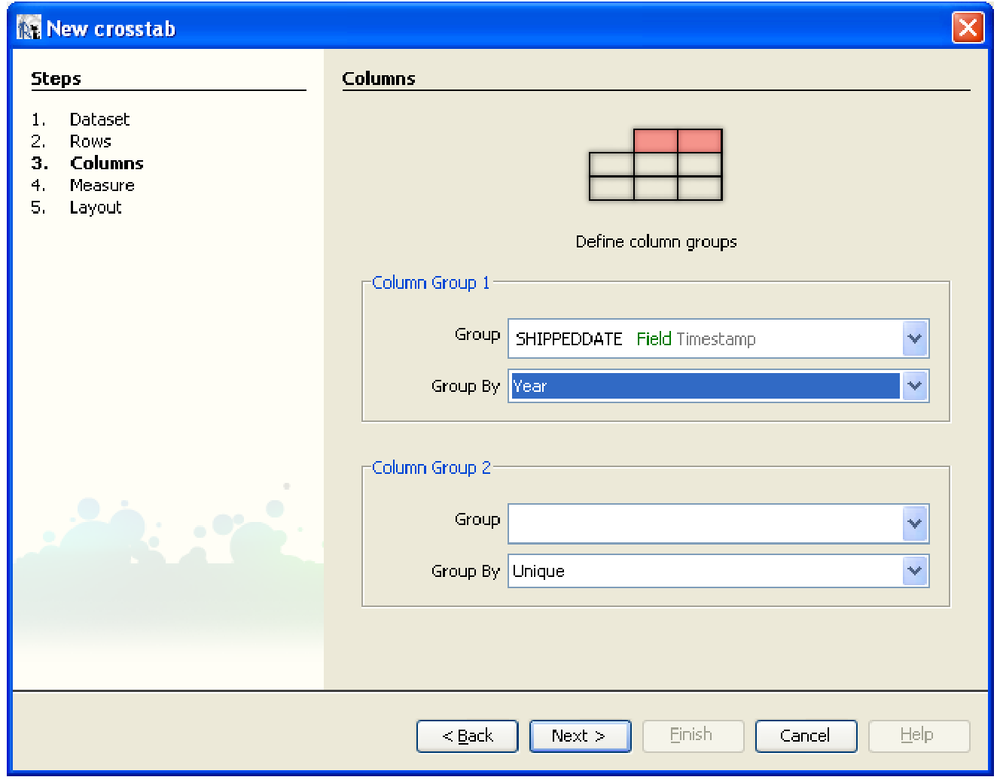 New crosstab
Steps
1. Dataset
2. Rows
3. Columns
4. Measure
5. Layout
Columns
Define column groups
Column Group 1
Group SHIPPEDDATE Field Timestamp
Group By Year
Column Group 2
Group
Group By Unique
< Back Next > Finish Cancel Help